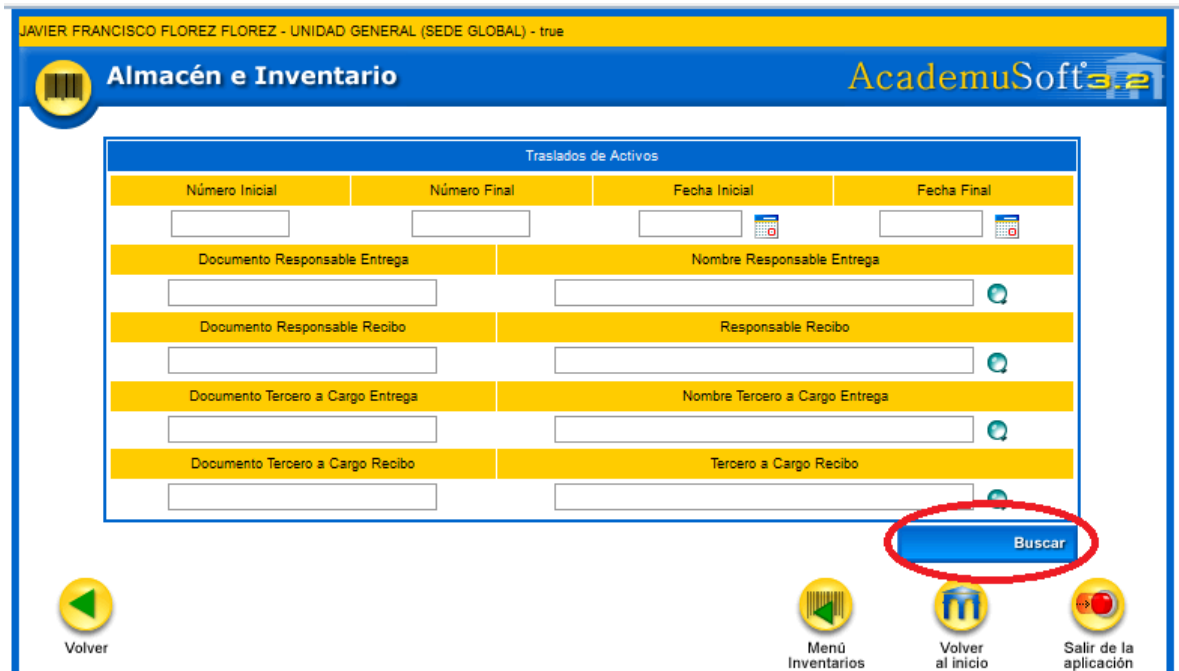 JAVIER FRANCISCO FLOREZ FLOREZ - UNIDAD GENERAL (SEDE GLOBAL) - true
Almacén e Inventario
AcademuSoft 3.2
Traslados de Activos
Número Inicial Número Final Fecha Inicial Fecha Final
Documento Responsable Entrega Nombre Responsable Entrega
Documento Responsable Recibo Responsable Recibo
Documento Tercero a Cargo Entrega Nombre Tercero a Cargo Entrega
Documento Tercero a Cargo Recibo Tercero a Cargo Recibo
Buscar
Volver
Menú
Inventarios
Volver
al inicio
Salir de la
aplicación